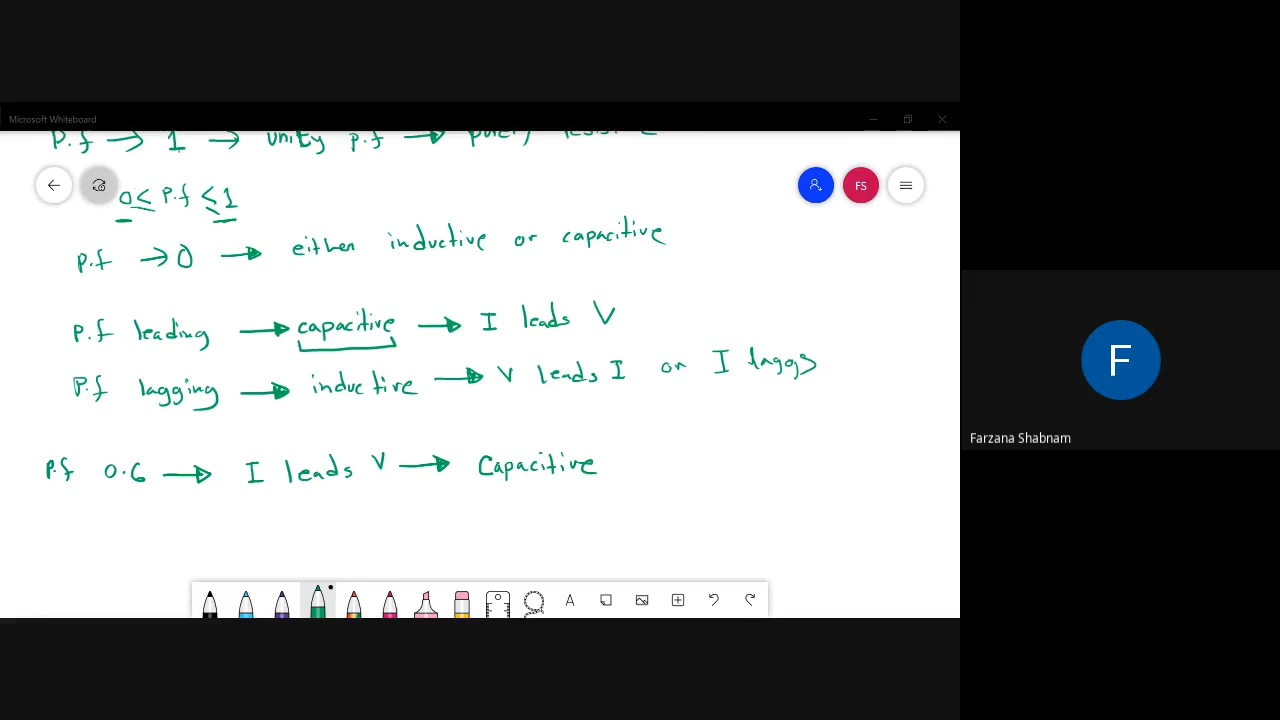 Microsoft Whiteboard
P.f → 1 → unity p.f → purely resistive
0 ≤ P.f ≤ 1
FS
P.f → 0 → either inductive or capacitive
P.f leading → capacitive → I leads V
P.f lagging → inductive → V leads I or I laggs
P.f 0.6 → I leads V → Capacitive
A
F
Farzana Shabnam